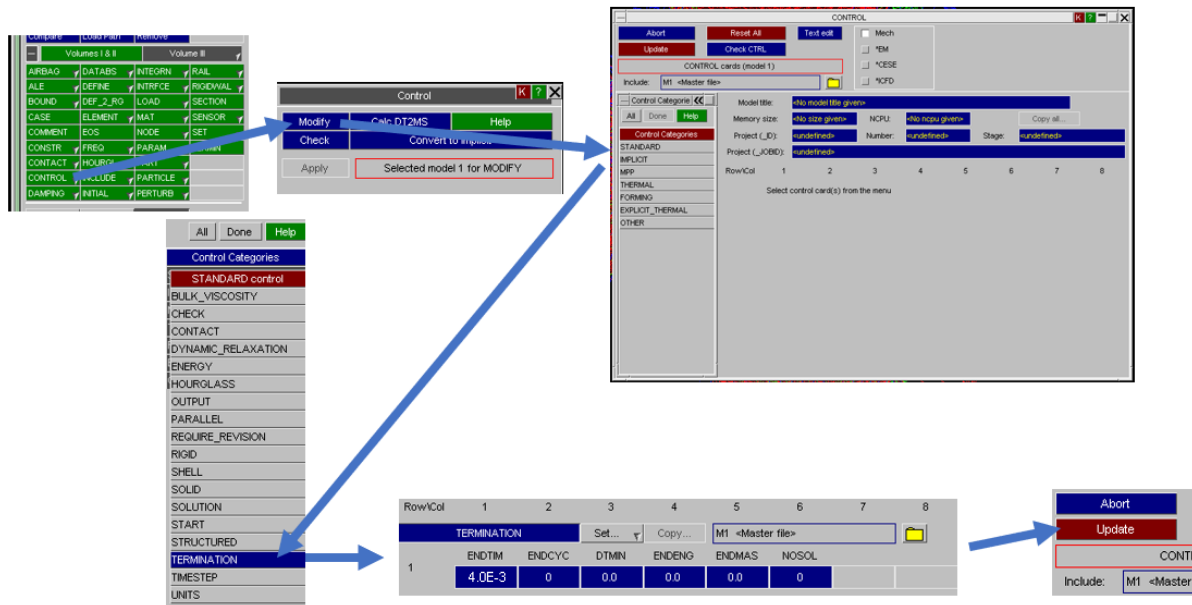 Compare Load Path Remove
Volumes I & II Volume III
AIRBAG DATABS INTEGRN RAIL
ALE DEFINE INTRFCE RIGIDWAL
BOUND DEF_2_RG LOAD SECTION
CASE ELEMENT MAT SENSOR
COMMENT EOS NODE SET
CONSTR FREQ PARAM
CONTACT HOURGL PART
CONTROL INCLUDE PARTICLE
DAMPING INITIAL PERTURB
Control K ?
Modify Calc DT2MS Help
Check Convert to Implicit
Apply Selected model 1 for MODIFY
CONTROL K ?
Abort Reset All Text edit Mech
Update Check CTRL *EM
CONTROL cards (model 1) *CESE
Include: M1 <Master file> *ICFD
Control Categorie
All Done Help
Control Categories
STANDARD
IMPLICIT
MPP
THERMAL
FORMING
EXPLICIT_THERMAL
OTHER
Model title: <No model title given>
Memory size: <No size given> NCPU: <No ncpu given> Copy all...
Project (_ID): <undefined> Number: <undefined> Stage: <undefined>
Project (_JOBID): <undefined>
Row\Col 1 2 3 4 5 6 7 8
Select control card(s) from the menu
All Done Help
Control Categories
STANDARD control
BULK_VISCOSITY
CHECK
CONTACT
DYNAMIC_RELAXATION
ENERGY
HOURGLASS
OUTPUT
PARALLEL
REQUIRE_REVISION
RIGID
SHELL
SOLID
SOLUTION
START
STRUCTURED
TERMINATION
TIMESTEP
UNITS
Row\Col 1 2 3 4 5 6 7 8
TERMINATION Set... Copy... M1 <Master file>
ENDTIM ENDCYC DTMIN ENDENG ENDMAS NOSOL
1 4.0E-3 0 0.0 0.0 0.0 0
Abort
Update
CONT
Include: M1 <Master